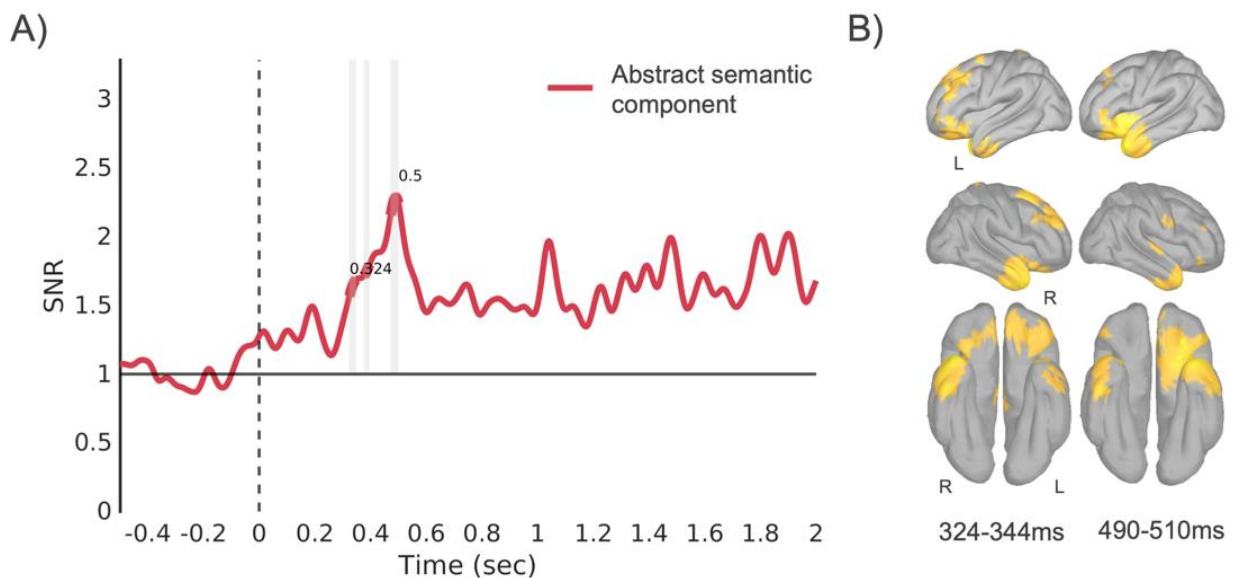 A)
B)
Abstract semantic
component
SNR
3
2.5
2
1.5
1
0.5
0
0.5
0.324
-0.4 -0.2 0 0.2 0.4 0.6 0.8 1 1.2 1.4 1.6 1.8 2
Time (sec)
L
R
R L
324-344ms 490-510ms